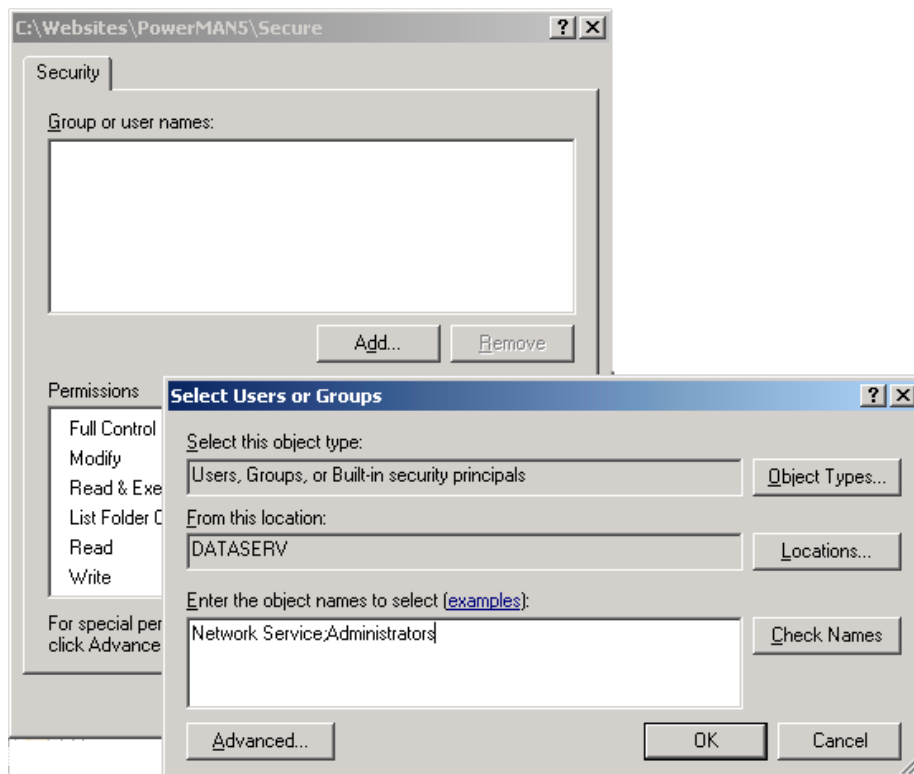 C:\Websites\PowerMAN5\Secure
Security
Group or user names:
Add...
Remove
Permissions
Full Control
Modify
Read & Exe
List Folder C
Read
Write
For special per
click Advance
Select Users or Groups
Select this object type:
Users, Groups, or Built-in security principals
Object Types...
From this location:
DATASERV
Locations...
Enter the object names to select (examples):
Network Service;Administrators
Check Names
Advanced...
OK
Cancel